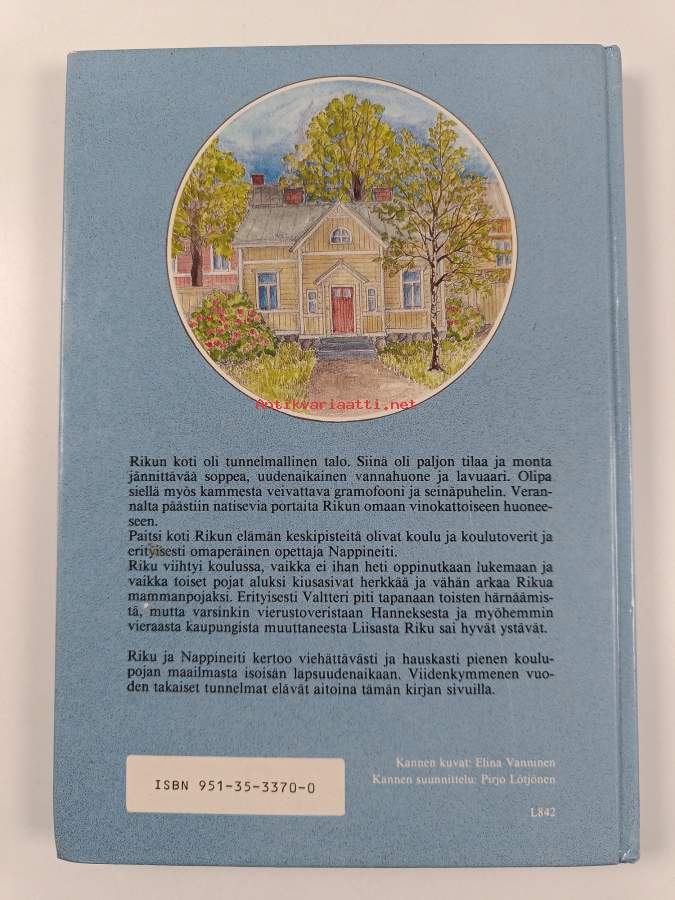 Antikvariaatti.net
Rikun koti oli tunnelmallinen talo. Siinä oli paljon tilaa ja monta
jännittävää soppea, uudenaikainen vannahuone ja lavuaari. Olipa
siellä myös kammesta veivattava gramofooni ja seinäpuhelin. Veran-
nalta päästiin natisevia portaita Rikun omaan vinokattoiseen huonee-
seen.
Paitsi koti Rikun elämän keskipisteitä olivat koulu ja koulutoverit ja
erityisesti omaperäinen opettaja Nappineiti.
Riku viihtyi koulussa, vaikka ei ihan heti oppinutkaan lukemaan ja
vaikka toiset pojat aluksi kiusasivat herkkää ja vähän arkaa Rikua
mammanpojaksi. Erityisesti Valtteri piti tapanaan toisten härnäämis-
tä, mutta varsinkin vierustoveristaan Hanneksesta ja myöhemmin
vieraasta kaupungista muuttaneesta Liisasta Riku sai hyvät ystävät.
Riku ja Nappineiti kertoo viehättävästi ja hauskasti pienen koulu-
pojan maailmasta isoisän lapsuudenaikaan. Viidenkymmenen vuo-
den takaiset tunnelmat elävät aitoina tämän kirjan sivuilla.
Kannen kuvat: Elina Vanninen
Kannen suunnittelu: Pirjo Lötjönen
ISBN 951-35-3370-0
L842